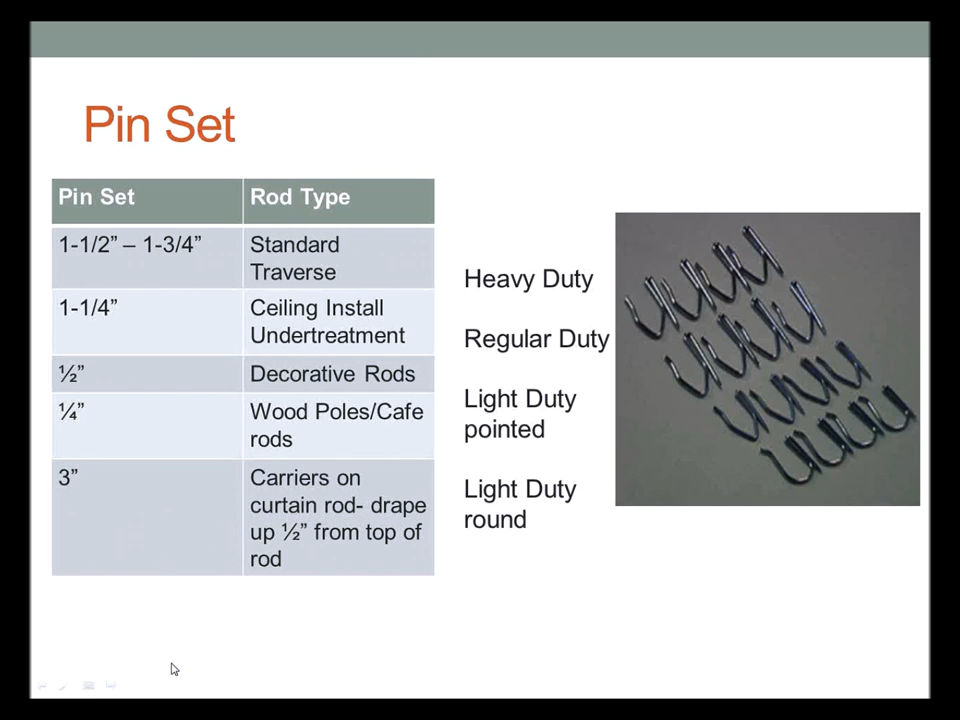 Pin Set
Pin Set Rod Type
1-1/2” – 1-3/4” Standard
Traverse
1-1/4” Ceiling Install
Undertreatment
½” Decorative Rods
¼” Wood Poles/Cafe
rods
3” Carriers on
curtain rod- drape
up ½” from top of
rod
Heavy Duty
Regular Duty
Light Duty
pointed
Light Duty
round